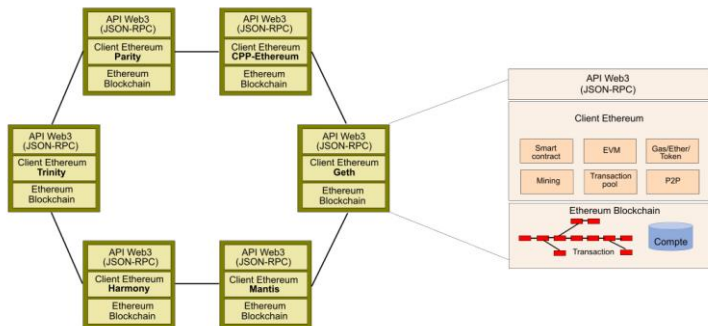 API Web3
(JSON-RPC)
Client Ethereum
Parity
Ethereum
Blockchain
API Web3
(JSON-RPC)
Client Ethereum
CPP-Ethereum
Ethereum
Blockchain
API Web3
(JSON-RPC)
Client Ethereum
Trinity
Ethereum
Blockchain
API Web3
(JSON-RPC)
Client Ethereum
Geth
Ethereum
Blockchain
API Web3
(JSON-RPC)
Client Ethereum
Harmony
Ethereum
Blockchain
API Web3
(JSON-RPC)
Client Ethereum
Mantis
Ethereum
Blockchain
API Web3
(JSON-RPC)
Client Ethereum
Smart
contract
EVM
Gas/Ether/
Token
Mining
Transaction
pool
P2P
Ethereum Blockchain
Transaction
Compte